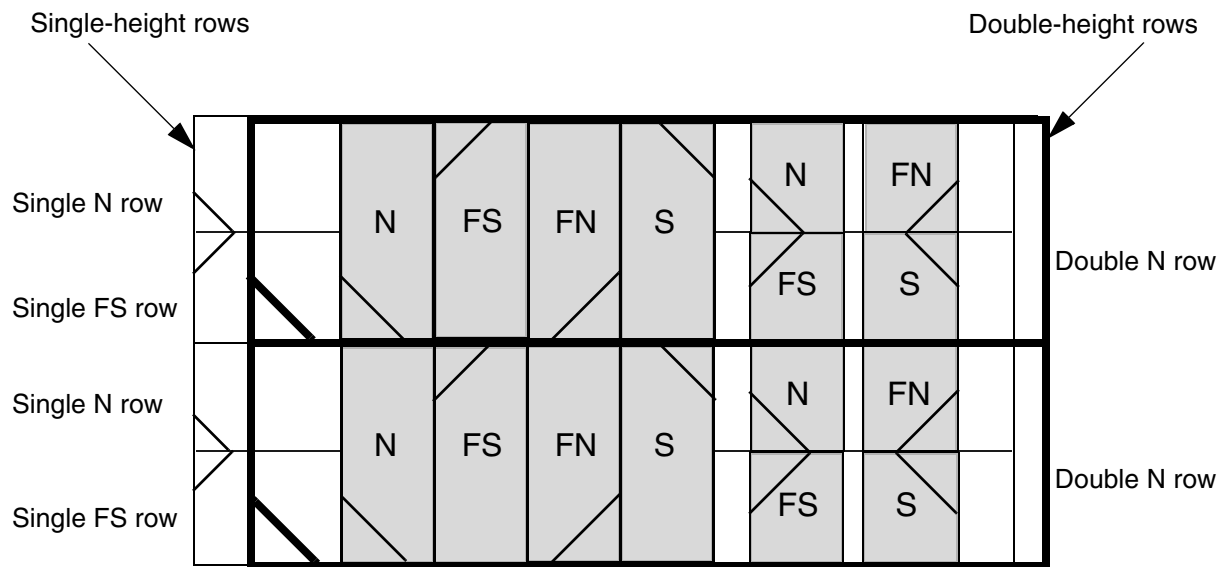 Single-height rows
Double-height rows
Single N row
N
FS
FN
S
N
FN
Double N row
Single FS row
FS
S
Single N row
N
FS
FN
S
N
FN
Double N row
Single FS row
FS
S